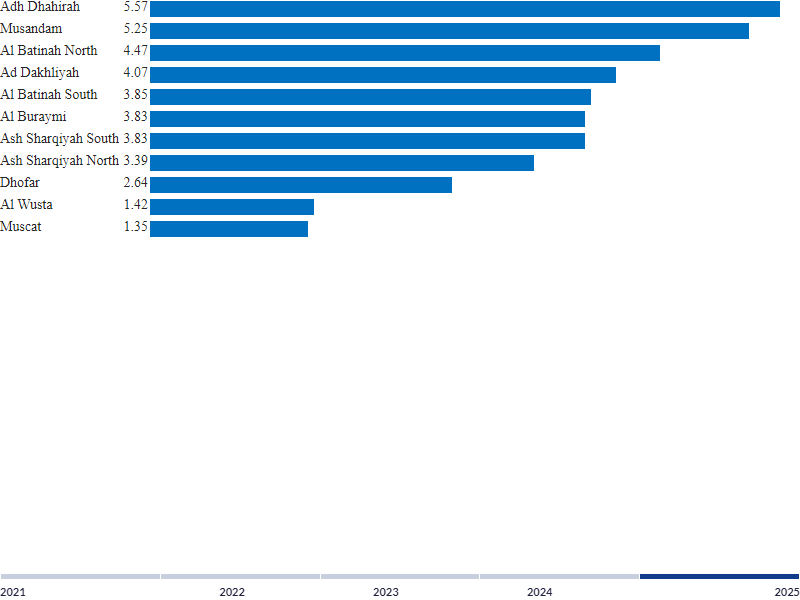 Adh Dhahirah 5.57
Musandam 5.25
Al Batinah North 4.47
Ad Dakhliyah 4.07
Al Batinah South 3.85
Al Buraymi 3.83
Ash Sharqiyah South 3.83
Ash Sharqiyah North 3.39
Dhofar 2.64
Al Wusta 1.42
Muscat 1.35
2021 2022 2023 2024 2025